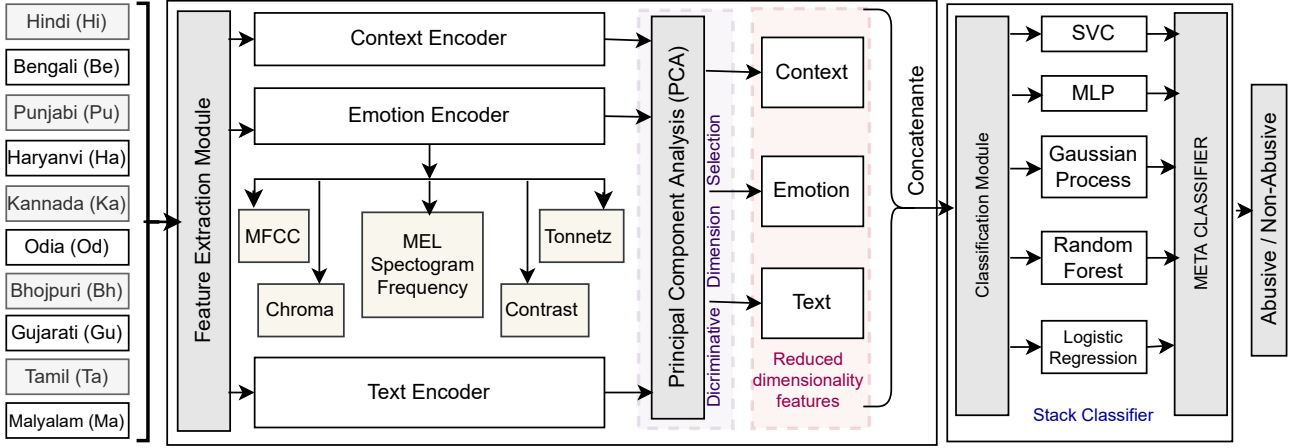 Hindi (Hi)
Bengali (Be)
Punjabi (Pu)
Haryanvi (Ha)
Kannada (Ka)
Odia (Od)
Bhojpuri (Bh)
Gujarati (Gu)
Tamil (Ta)
Malyalam (Ma)
Feature Extraction Module
Context Encoder
Emotion Encoder
MFCC
Chroma
MEL
Spectogram
Frequency
Contrast
Tonnetz
Text Encoder
Principal Component Analysis (PCA)
Dicriminative Dimension Selection
Context
Emotion
Text
Reduced
dimensionality
features
Concatenante
Classification Module
SVC
MLP
Gaussian
Process
Random
Forest
Logistic
Regression
Stack Classifier
META CLASSIFIER
Abusive / Non-Abusive